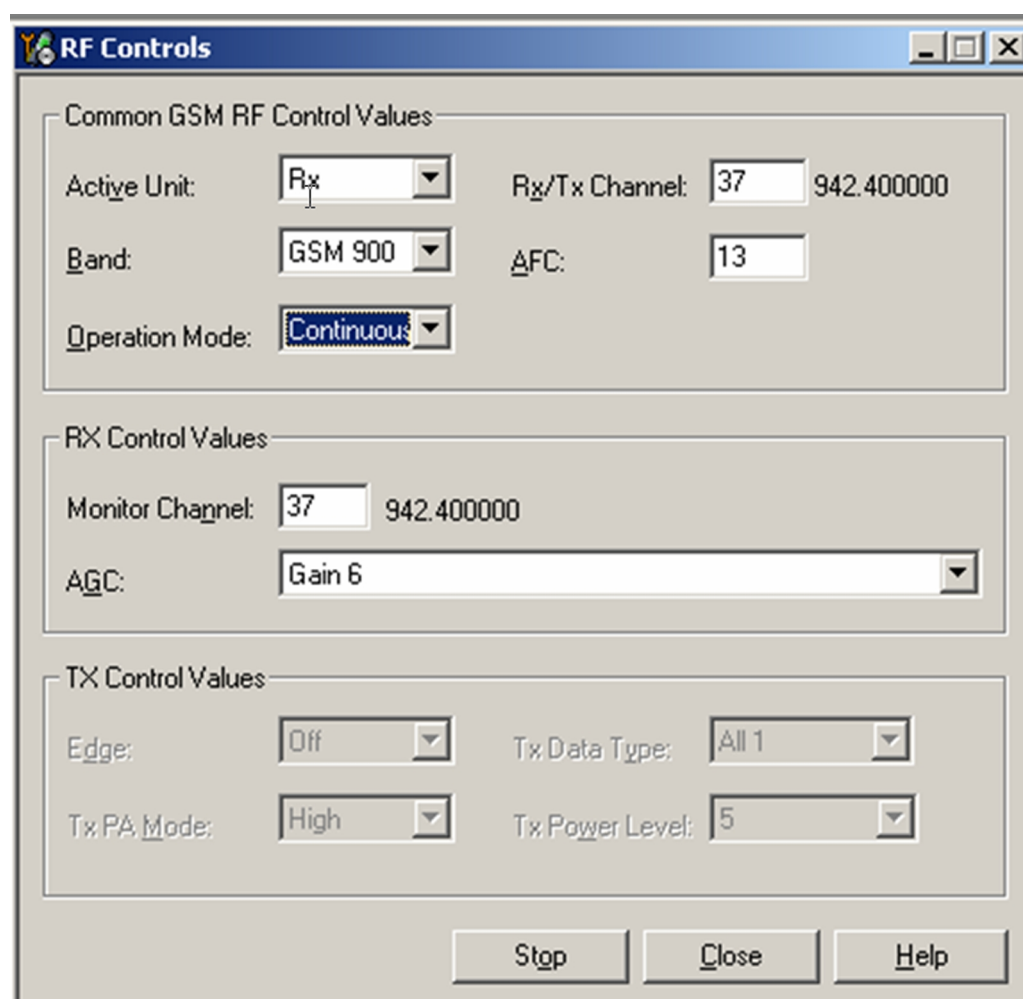 RF Controls
Common GSM RF Control Values
Active Unit: Rx Rx/Tx Channel: 37 942.400000
Band: GSM 900 AFC: 13
Operation Mode: Continuous
RX Control Values
Monitor Channel: 37 942.400000
AGC: Gain 6
TX Control Values
Edge: Off Tx Data Type: All 1
Tx PA Mode: High Tx Power Level: 5
Stop Close Help